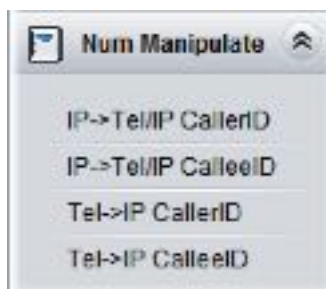 Num Manipulate
IP->Tel/IP CallerID
IP->Tel/IP CalleeID
Tel->IP CallerID
Tel->IP CalleeID